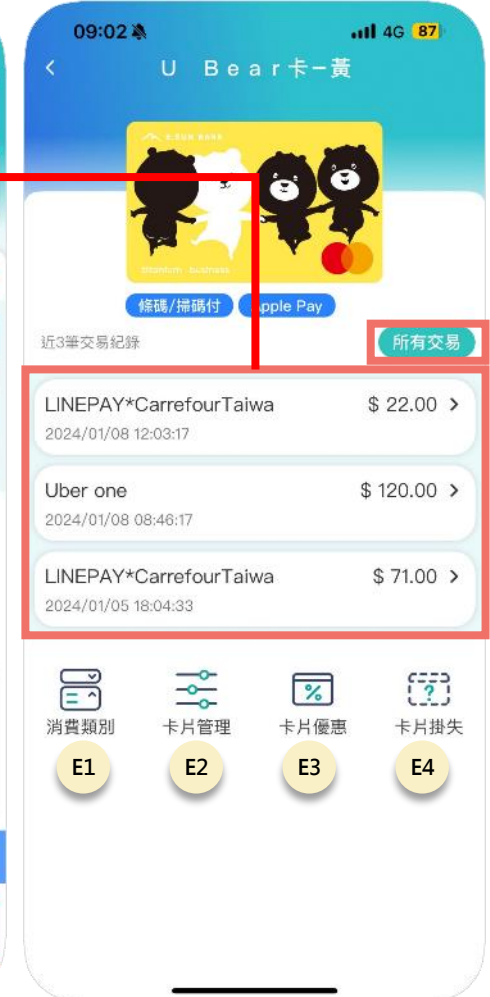 09:02 4G 87
U Bear卡-黃
E.SUN BANK
titanium business
條碼/掃碼付 Apple Pay
近3筆交易紀錄 所有交易
LINEPAY*CarrefourTaiwa $ 22.00
2024/01/08 12:03:17
Uber one $ 120.00
2024/01/08 08:46:17
LINEPAY*CarrefourTaiwa $ 71.00
2024/01/05 18:04:33
消費類別 卡片管理 卡片優惠 卡片掛失
E1 E2 E3 E4